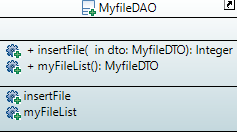 MyfileDAO
+ insertFile( in dto: MyfileDTO): Integer
+ myFileList(): MyfileDTO
insertFile
myFileList